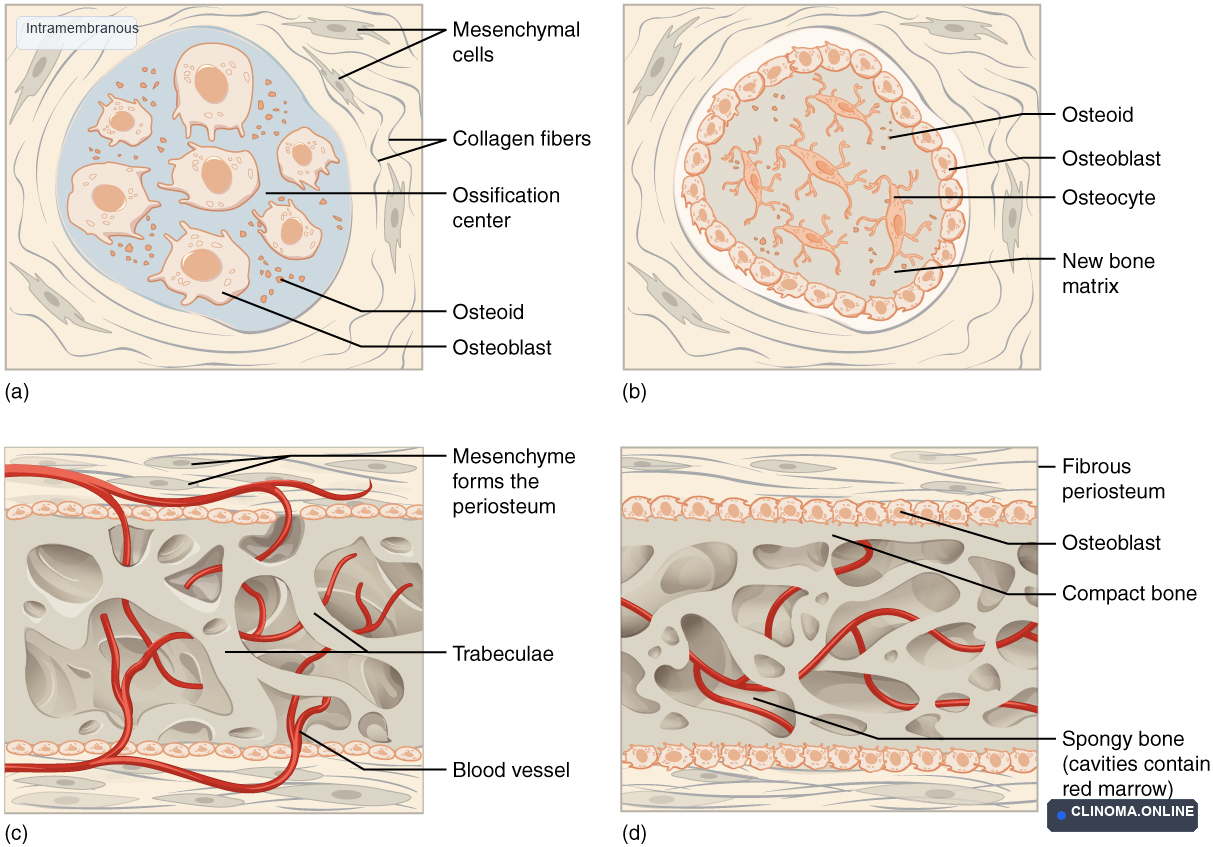 Intramembranous
Mesenchymal
cells
Collagen fibers
Ossification
center
Osteoid
Osteoblast
(a)
Osteoid
Osteoblast
Osteocyte
New bone
matrix
(b)
Mesenchyme
forms the
periosteum
Trabeculae
Blood vessel
(c)
Fibrous
periosteum
Osteoblast
Compact bone
Spongy bone
(cavities contain
red marrow)
CLINOMA.ONLINE
(d)